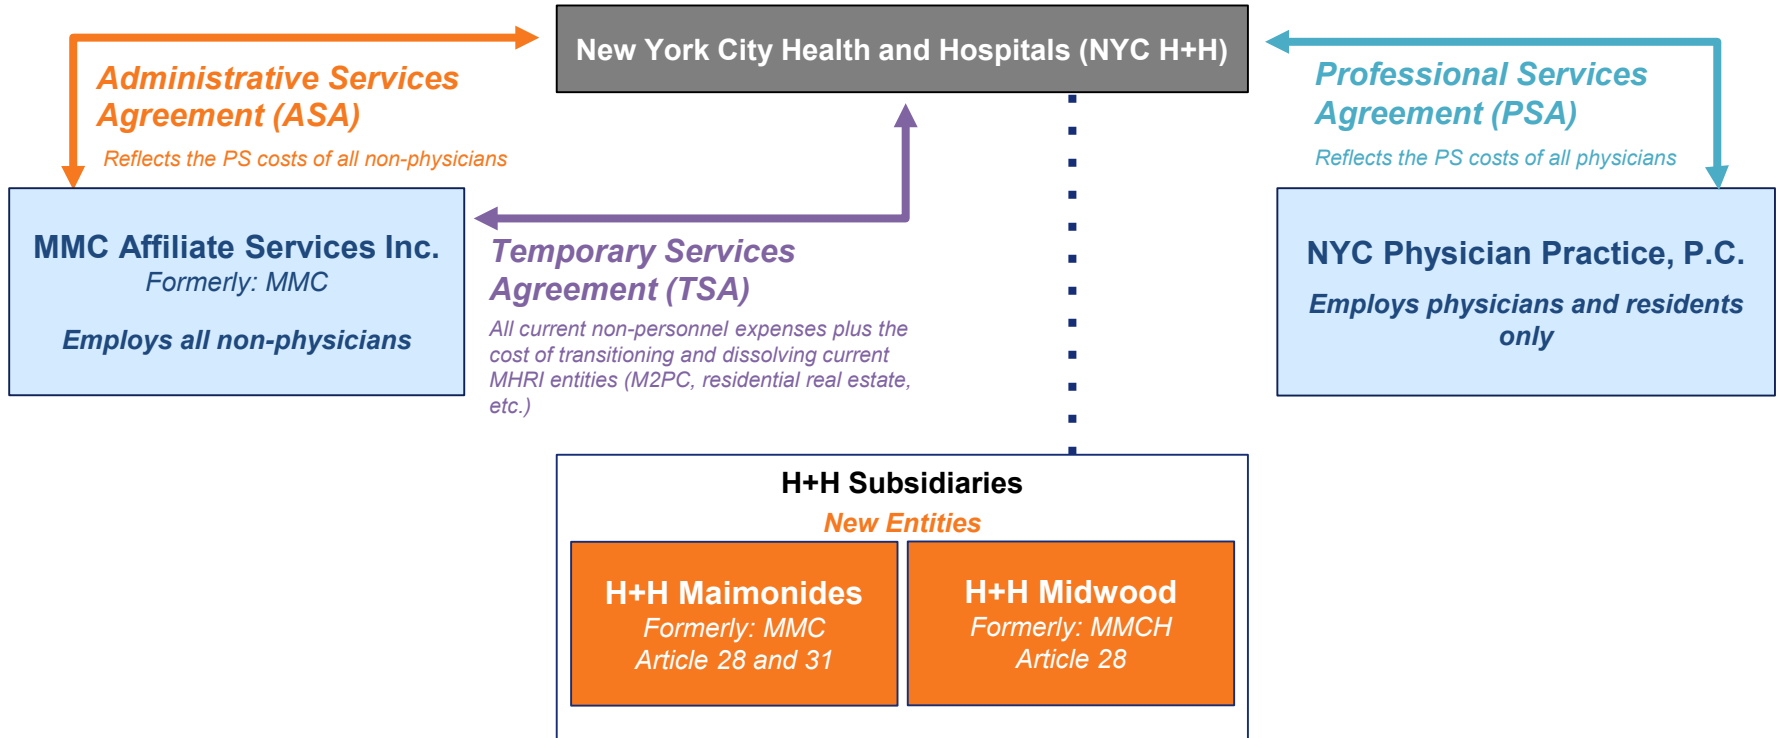 New York City Health and Hospitals (NYC H+H)
Administrative Services
Agreement (ASA)
Reflects the PS costs of all non-physicians
Professional Services
Agreement (PSA)
Reflects the PS costs of all physicians
MMC Affiliate Services Inc.
Formerly: MMC
Employs all non-physicians
Temporary Services
Agreement (TSA)
All current non-personnel expenses plus the
cost of transitioning and dissolving current
MHRI entities (M2PC, residential real estate,
etc.)
NYC Physician Practice, P.C.
Employs physicians and residents
only
H+H Subsidiaries
New Entities
H+H Maimonides
Formerly: MMC
Article 28 and 31
H+H Midwood
Formerly: MMCH
Article 28